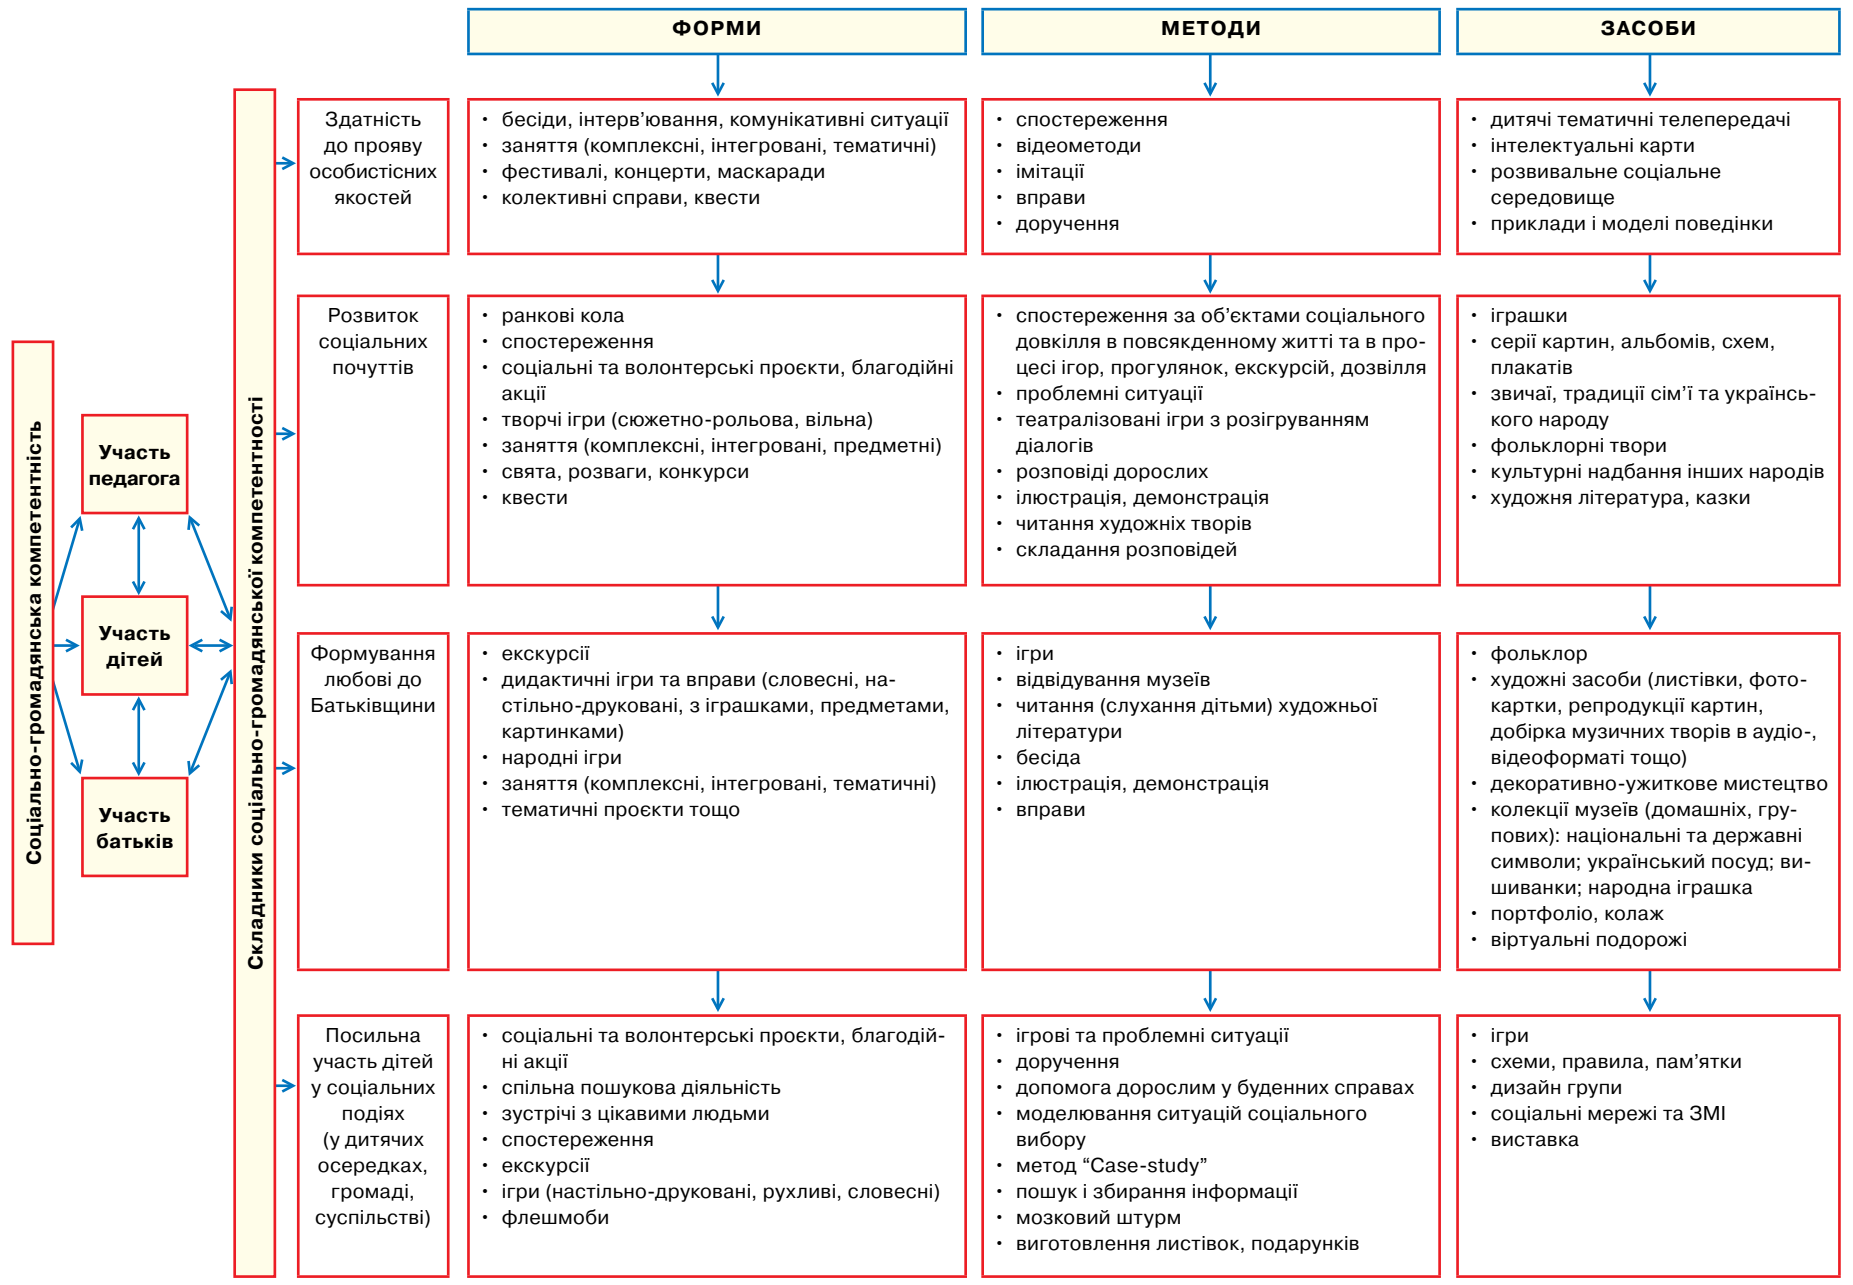 ФОРМИ
МЕТОДИ
ЗАСОБИ
Соціально-громадянська компетентність
Участь
педагога
Участь
дітей
Участь
батьків
Складники соціально-громадянської компетентності
Здатність
до прояву
особистісних
якостей
• бесіди, інтерв'ювання, комунікативні ситуації
• заняття (комплексні, інтегровані, тематичні)
• фестивалі, концерти, маскаради
• колективні справи, квести
• спостереження
• відеометоди
• імітації
• вправи
• доручення
• дитячі тематичні телепередачі
• інтелектуальні карти
• розвивальне соціальне
середовище
• приклади і моделі поведінки
Розвиток
соціальних
почуттів
• ранкові кола
• спостереження
• соціальні та волонтерські проєкти, благодійні
акції
• творчі ігри (сюжетно-рольова, вільна)
• заняття (комплексні, інтегровані, предметні)
• свята, розваги, конкурси
• квести
• спостереження за об’єктами соціального
довкілля в повсякденному житті та в про-
цесі ігор, прогулянок, екскурсій, дозвілля
• проблемні ситуації
• театралізовані ігри з розігруванням
діалогів
• розповіді дорослих
• ілюстрація, демонстрація
• читання художніх творів
• складання розповідей
• іграшки
• серії картин, альбомів, схем,
плакатів
• звичаї, традиції сім’ї та українсь-
кого народу
• фольклорні твори
• культурні надбання інших народів
• художня література, казки
Формування
любові до
Батьківщини
• екскурсії
• дидактичні ігри та вправи (словесні, на-
стільно-друковані, з іграшками, предметами,
картинками)
• народні ігри
• заняття (комплексні, інтегровані, тематичні)
• тематичні проєкти тощо
• ігри
• відвідування музеїв
• читання (слухання дітьми) художньої
літератури
• бесіда
• ілюстрація, демонстрація
• вправи
• фольклор
• художні засоби (листівки, фото-
картки, репродукції картин,
добірка музичних творів в аудіо-,
відеоформаті тощо)
• декоративно-ужиткове мистецтво
• колекції музеїв (домашніх, гру-
пових): національні та державні
символи; український посуд; ви-
шиванки; народна іграшка
• портфоліо, колаж
• віртуальні подорожі
Посильна
участь дітей
у соціальних
подіях
(у дитячих
осередках,
громаді,
суспільстві)
• соціальні та волонтерські проєкти, благодій-
ні акції
• спільна пошукова діяльність
• зустрічі з цікавими людьми
• спостереження
• екскурсії
• ігри (настільно-друковані, рухливі, словесні)
• флешмоби
• ігрові та проблемні ситуації
• доручення
• допомога дорослим у буденних справах
• моделювання ситуацій соціального
вибору
• метод “Case-study”
• пошук і збирання інформації
• мозковий штурм
• виготовлення листівок, подарунків
• ігри
• схеми, правила, пам’ятки
• дизайн групи
• соціальні мережі та ЗМІ
• виставка